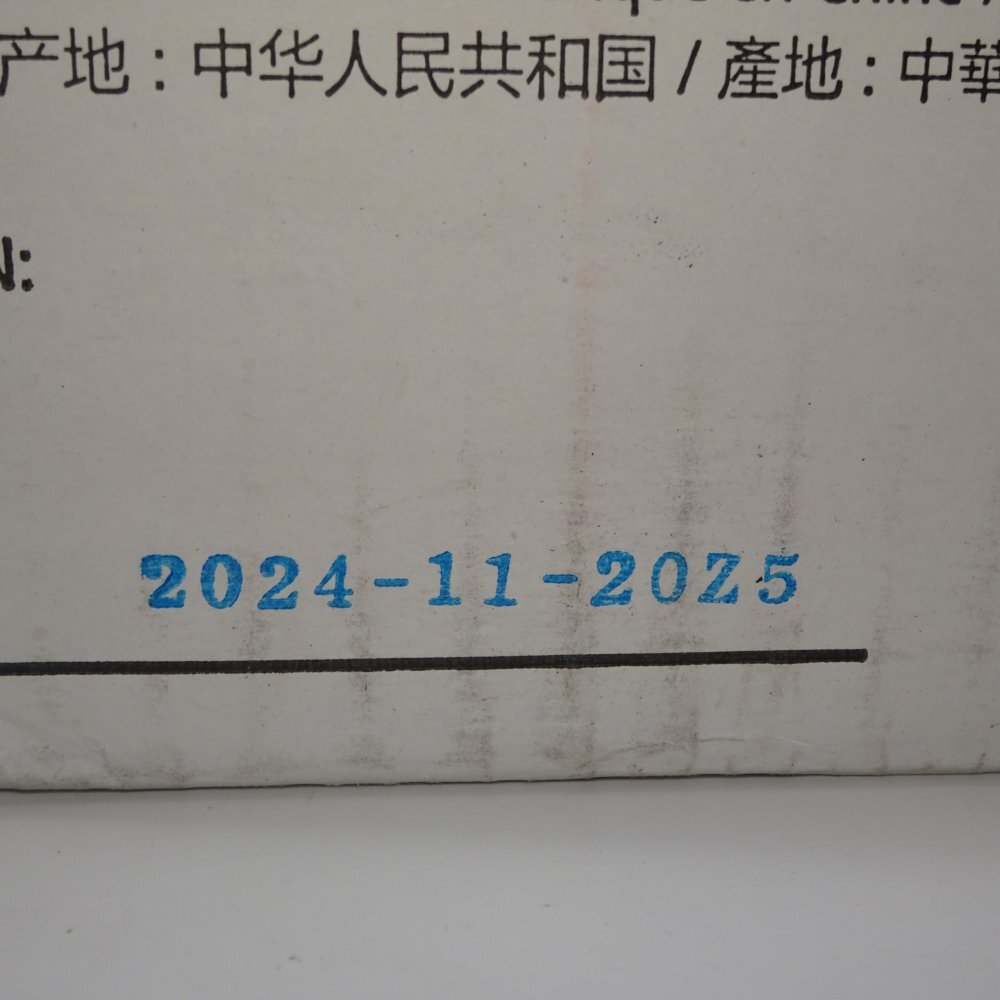 产地：中华人民共和国 / 產地：中華
N:
2024-11-20Z5